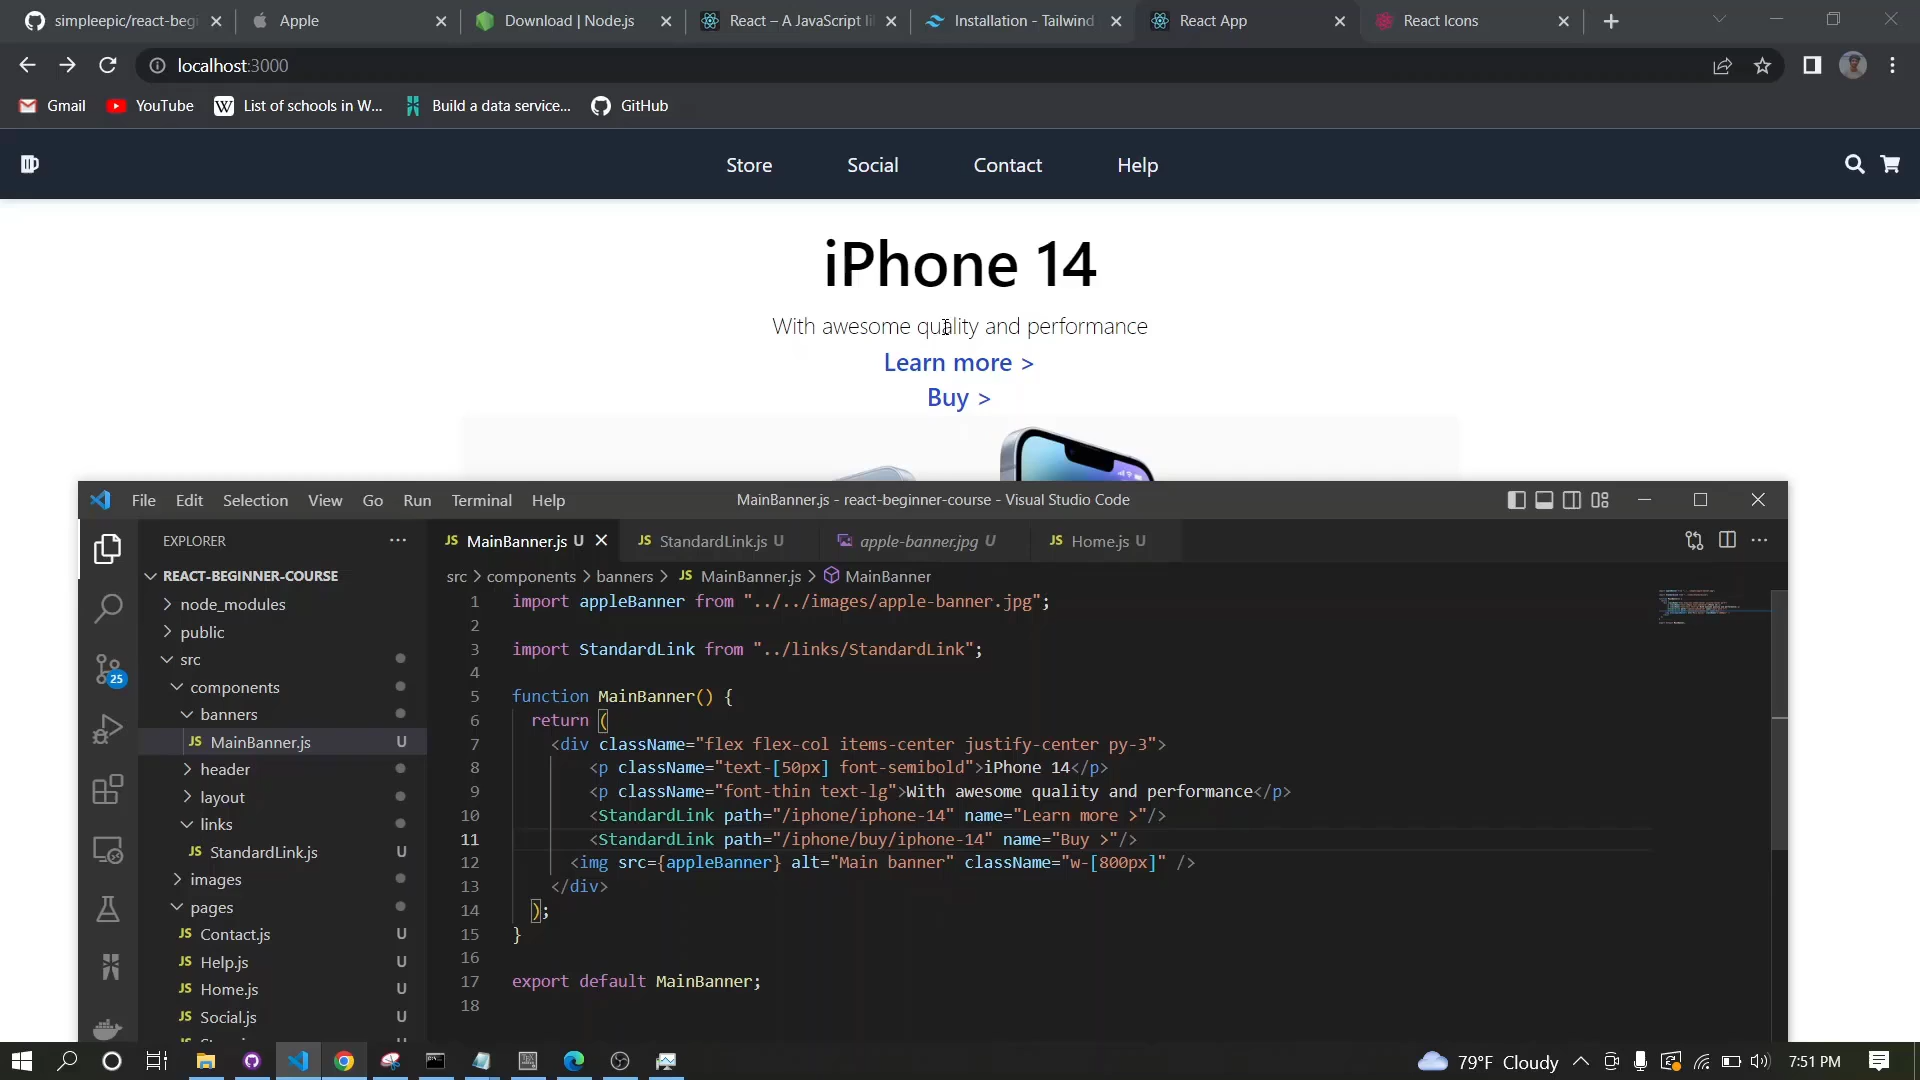 simpleepic/react-begi
Apple
Download | Node.js
React – A JavaScript li
Installation - Tailwind
React App
React Icons
localhost:3000
Gmail
YouTube
List of schools in W...
Build a data service...
GitHub
Store
Social
Contact
Help
iPhone 14
With awesome quality and performance
Learn more >
Buy >
File
Edit
Selection
View
Go
Run
Terminal
Help
MainBanner.js - react-beginner-course - Visual Studio Code
EXPLORER
REACT-BEGINNER-COURSE
node_modules
public
src
25
components
banners
JS MainBanner.js U
header
layout
links
JS StandardLink.js U
images
pages
JS Contact.js U
JS Help.js U
JS Home.js U
JS Social.js U
JS MainBanner.js U
JS StandardLink.js U
apple-banner.jpg U
JS Home.js U
src > components > banners > JS MainBanner.js > MainBanner
1 import appleBanner from "../../images/apple-banner.jpg";
2
3 import StandardLink from "../links/StandardLink";
4
5 function MainBanner() {
6 return (
7 <div className="flex flex-col items-center justify-center py-3">
8 <p className="text-[50px] font-semibold">iPhone 14</p>
9 <p className="font-thin text-lg">With awesome quality and performance</p>
10 <StandardLink path="/iphone/iphone-14" name="Learn more >"/>
11 <StandardLink path="/iphone/buy/iphone-14" name="Buy >"/>
12 <img src={appleBanner} alt="Main banner" className="w-[800px]" />
13 </div>
14 );
15 }
16
17 export default MainBanner;
18
79°F Cloudy
7:51 PM